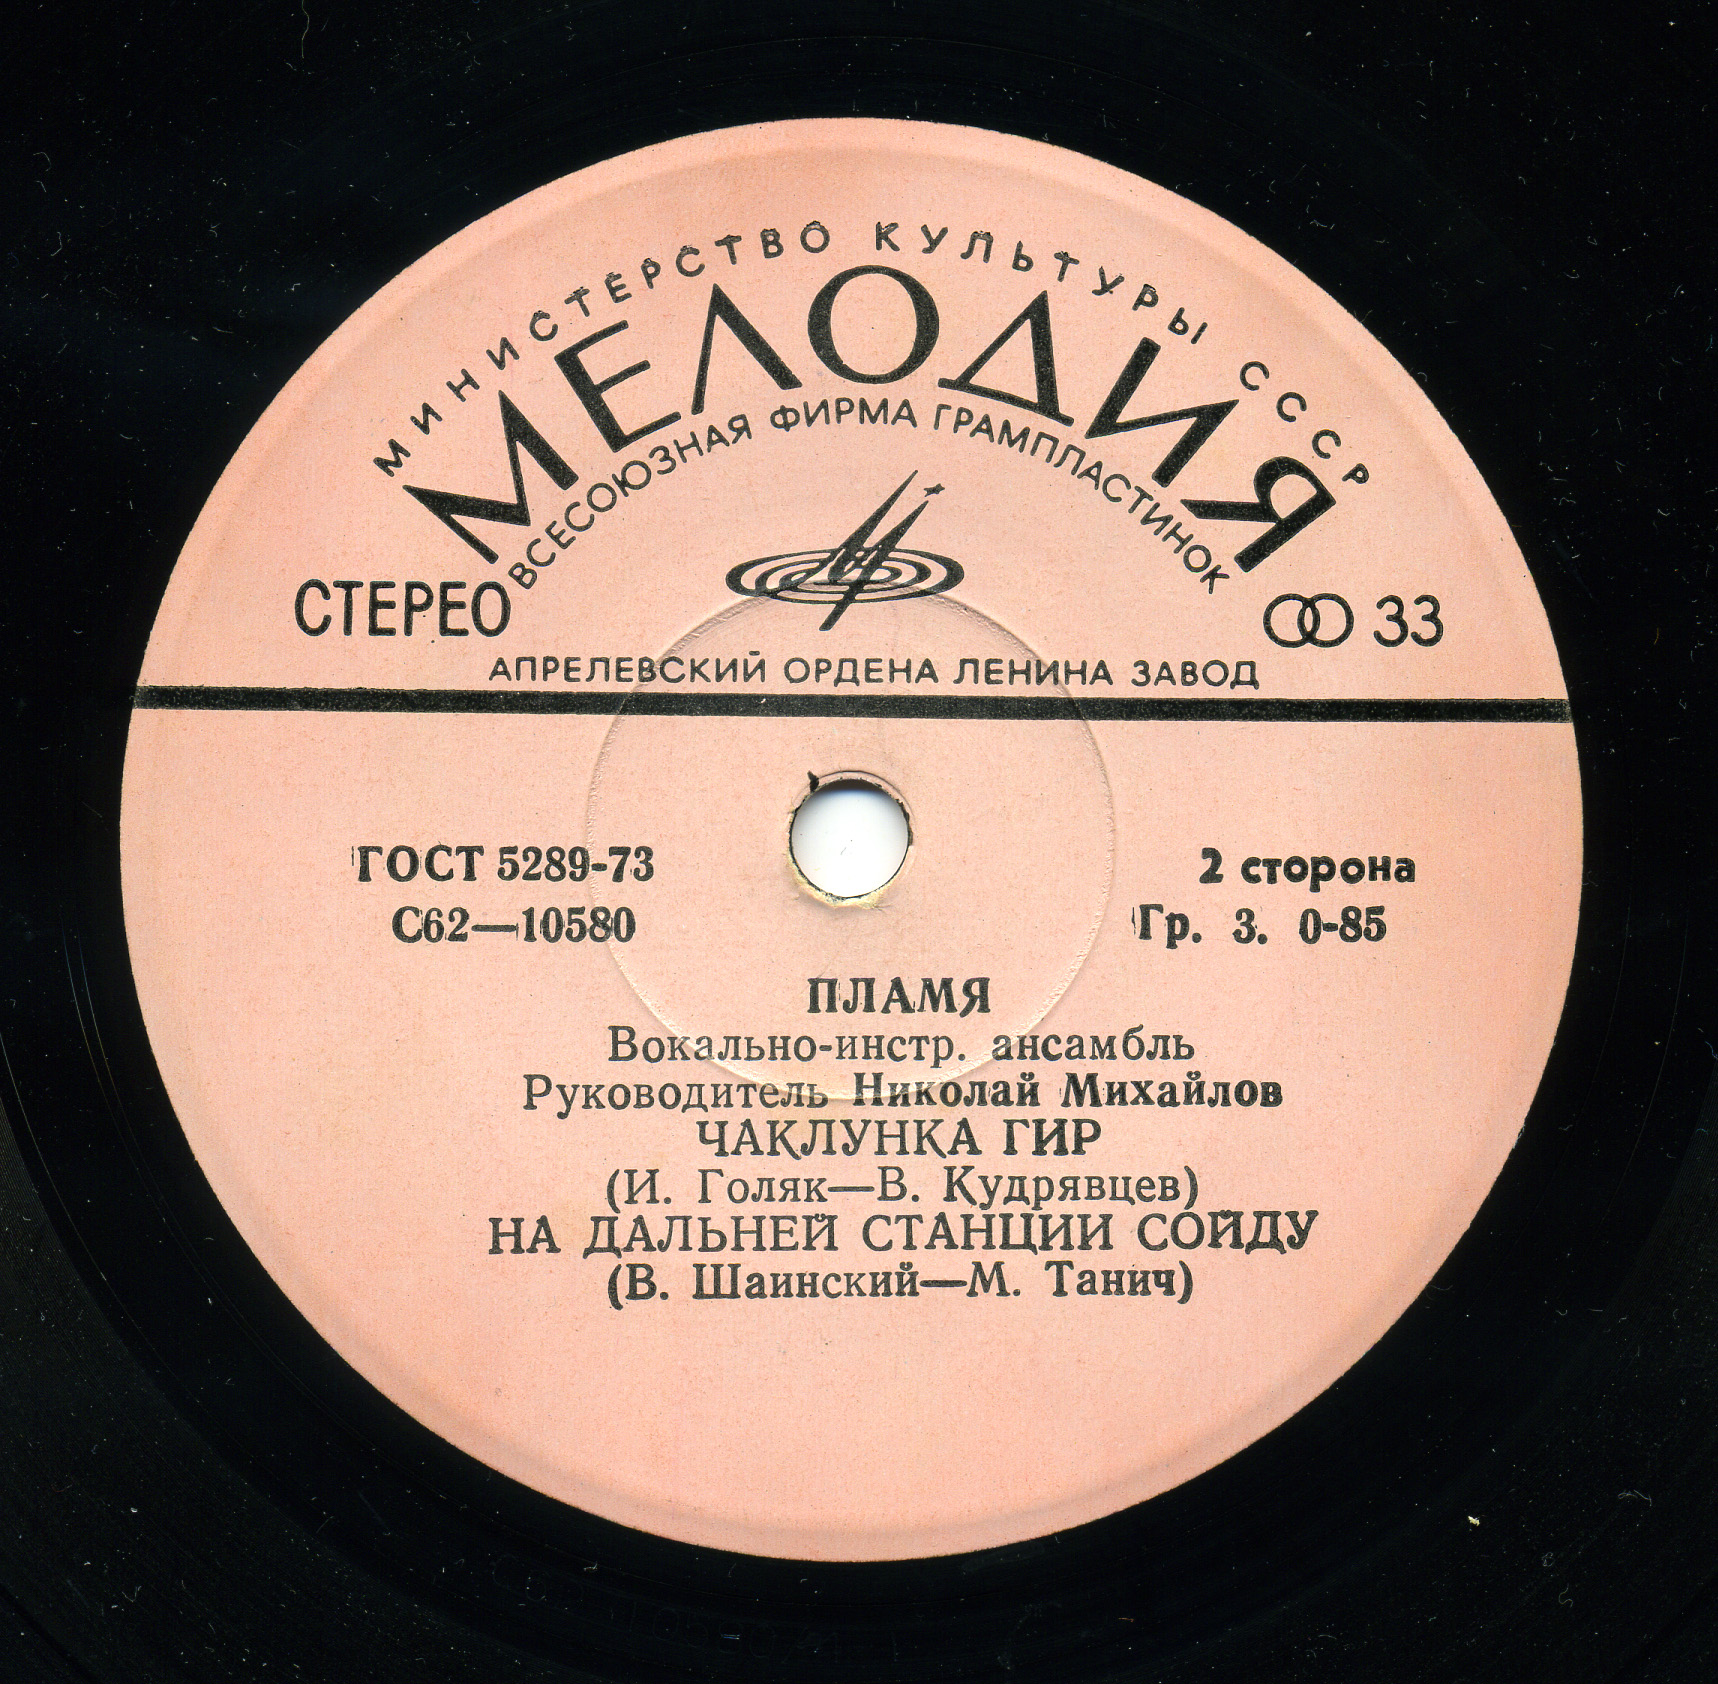 МИНИСТЕРСТВО КУЛЬТУРЫ СССР
МЕЛОДИЯ
ВСЕСОЮЗНАЯ ФИРМА ГРАМПЛАСТИНОК
СТЕРЕО
33
АПРЕЛЕВСКИЙ ОРДЕНА ЛЕНИНА ЗАВОД
ГОСТ 5289-73
2 сторона
С62—10580
Гр. 3. 0-85
ПЛАМЯ
Вокально-инстр. ансамбль
Руководитель Николай Михайлов
ЧАКЛУНКА ГИР
(И. Голяк—В. Кудрявцев)
НА ДАЛЬНЕЙ СТАНЦИИ СОЙДУ
(В. Шаинский—М. Танич)